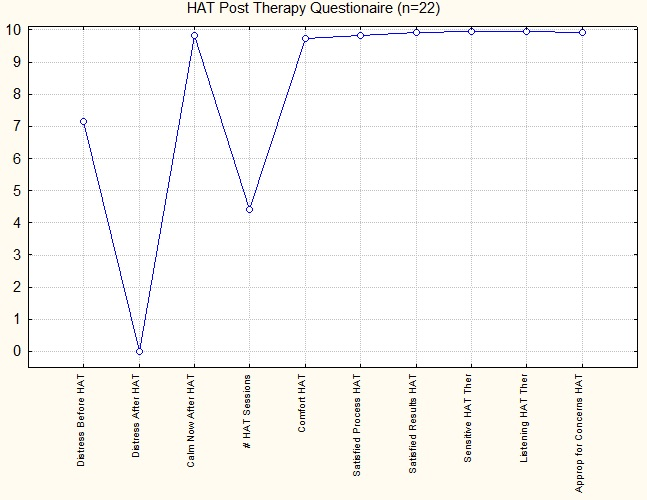 HAT Post Therapy Questionaire (n=22)
10
9
8
7
6
5
4
3
2
1
0
Distress Before HAT
Distress After HAT
Calm Now After HAT
# HAT Sessions
Comfort HAT
Satisfied Process HAT
Satisfied Results HAT
Sensitive HAT Ther
Listening HAT Ther
Approp for Concerns HAT